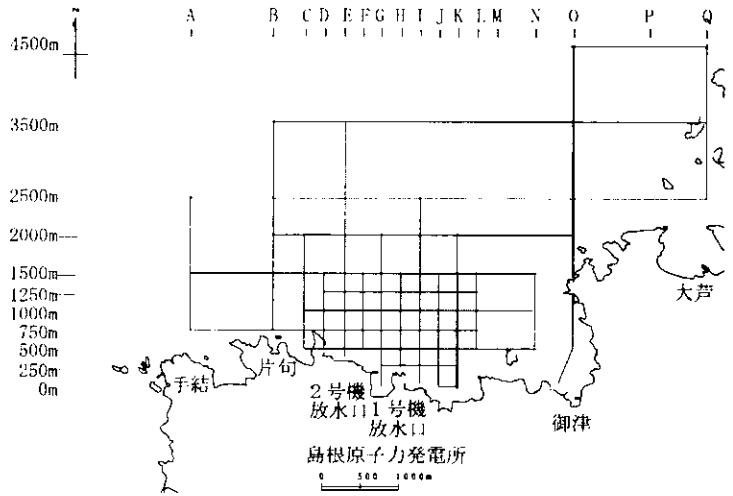 N
A B C D E F G H I J K L M N O P Q
4500m
3500m
2500m
2000m
1500m
1250m
1000m
750m
500m
250m
0m
大芦
手結
片句
2号機
放水口
1号機
放水口
御津
島根原子力発電所
0 500 1000m